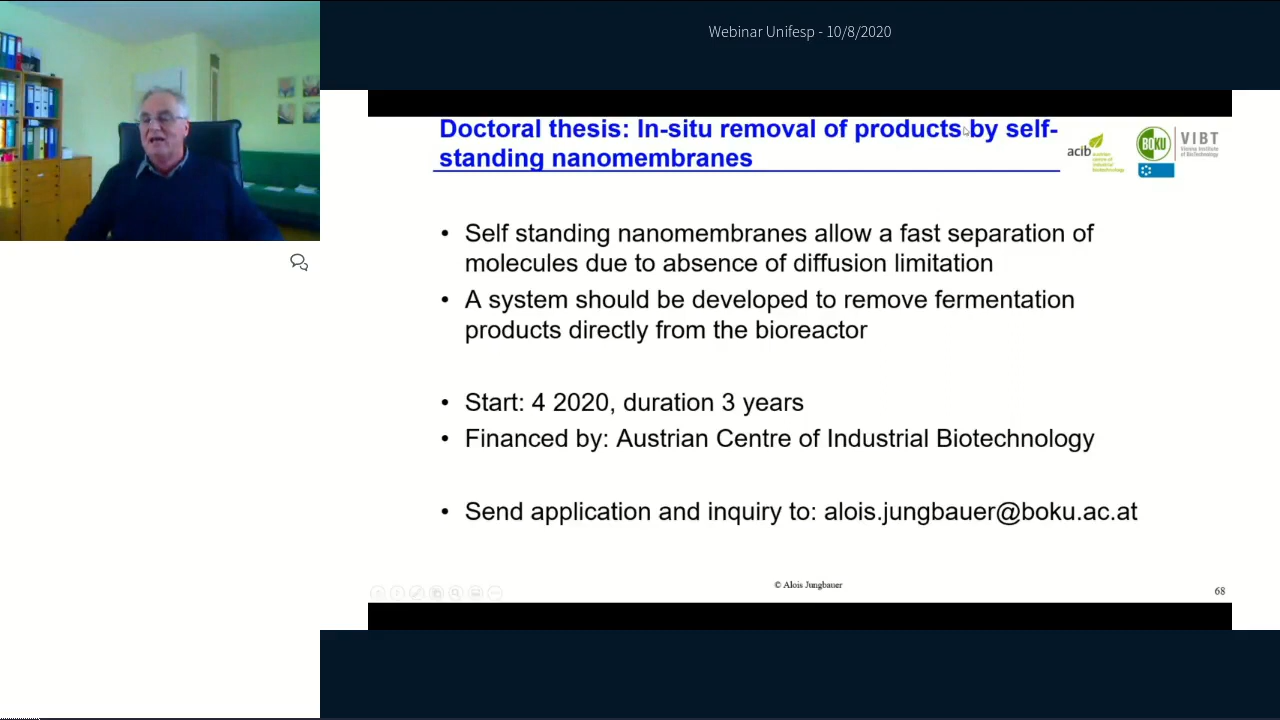 Webinar Unifesp - 10/8/2020
Doctoral thesis: In-situ removal of products by self-
standing nanomembranes
acib
austrian
centre of
industrial
biotechnology
BOKU
VIBT
Vienna Institute
of BioTechnology
• Self standing nanomembranes allow a fast separation of
molecules due to absence of diffusion limitation
• A system should be developed to remove fermentation
products directly from the bioreactor
• Start: 4 2020, duration 3 years
• Financed by: Austrian Centre of Industrial Biotechnology
• Send application and inquiry to: alois.jungbauer@boku.ac.at
© Alois Jungbauer
68